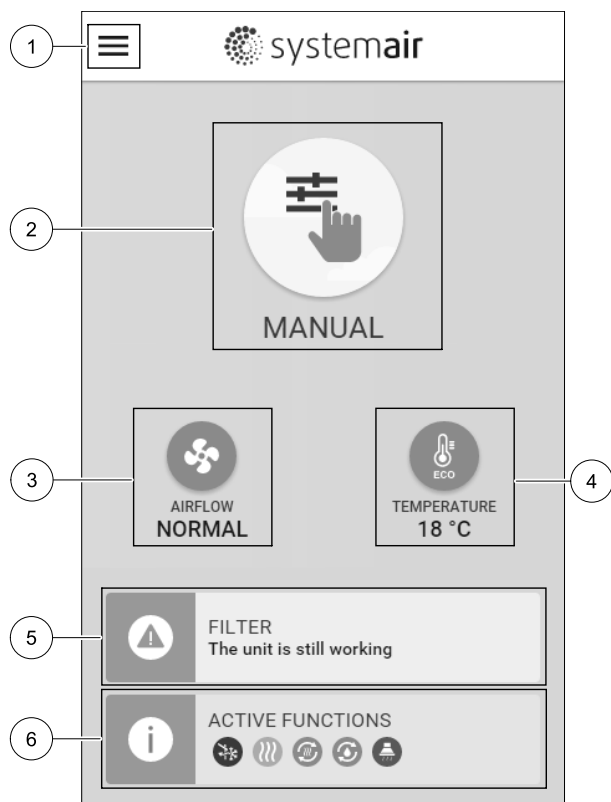 1
systemair
2
MANUAL
3
4
ECO
AIRFLOW
NORMAL
TEMPERATURE
18 °C
5
FILTER
The unit is still working
6
ACTIVE FUNCTIONS